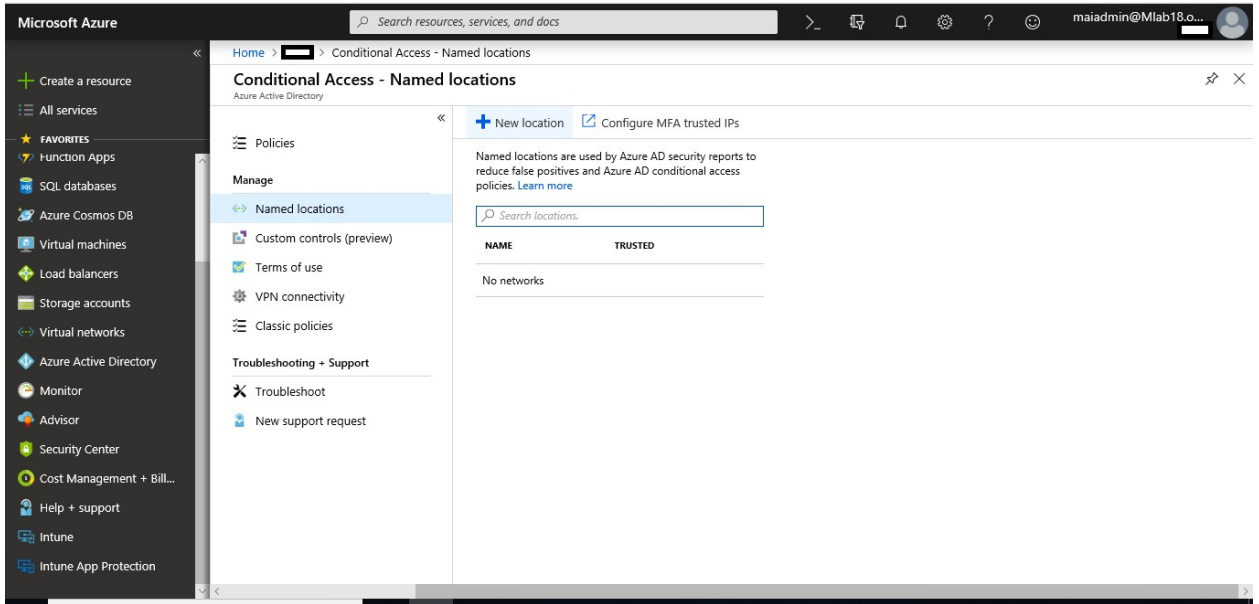 Microsoft Azure
Search resources, services, and docs
maiadmin@Mlab18.o...
Home > > Conditional Access - Named locations
Conditional Access - Named locations
Azure Active Directory
Create a resource
All services
FAVORITES
Function Apps
SQL databases
Azure Cosmos DB
Virtual machines
Load balancers
Storage accounts
Virtual networks
Azure Active Directory
Monitor
Advisor
Security Center
Cost Management + Bill...
Help + support
Intune
Intune App Protection
Policies
Manage
Named locations
Custom controls (preview)
Terms of use
VPN connectivity
Classic policies
Troubleshooting + Support
Troubleshoot
New support request
New location Configure MFA trusted IPs
Named locations are used by Azure AD security reports to
reduce false positives and Azure AD conditional access
policies. Learn more
Search locations.
NAME TRUSTED
No networks